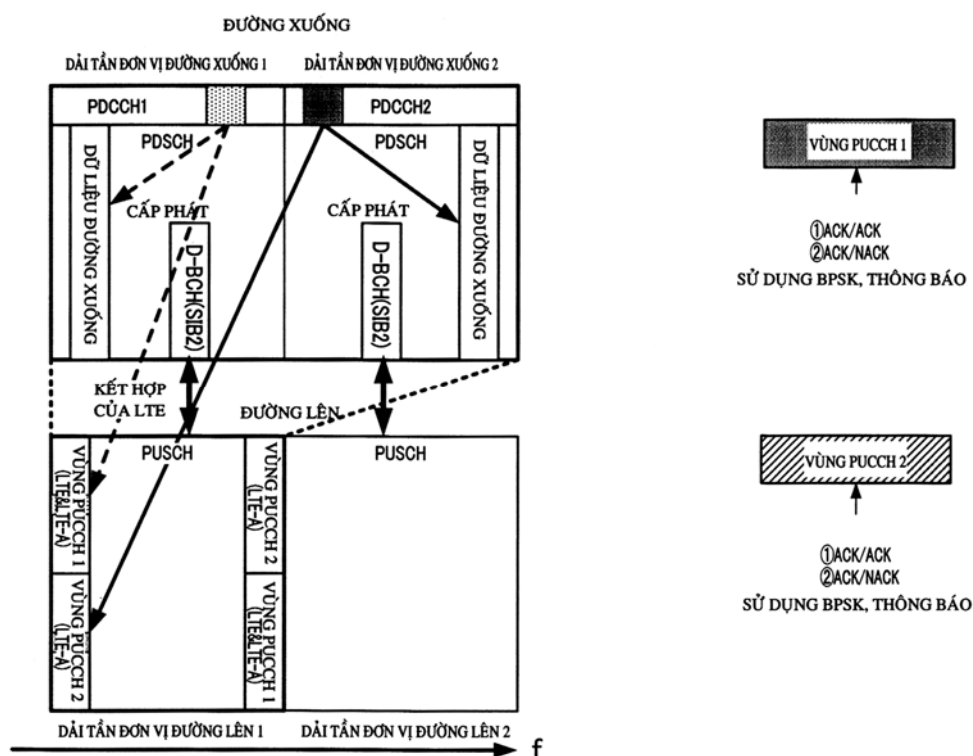 ĐƯỜNG XUỐNG
DẢI TẦN ĐƠN VỊ ĐƯỜNG XUỐNG 1
DẢI TẦN ĐƠN VỊ ĐƯỜNG XUỐNG 2
PDCCH1
PDCCH2
PDSCH
PDSCH
DỮ LIỆU ĐƯỜNG XUỐNG
CẤP PHÁT
D-BCH(SIB2)
CẤP PHÁT
D-BCH(SIB2)
DỮ LIỆU ĐƯỜNG XUỐNG
KẾT HỢP
CỦA LTE
ĐƯỜNG LÊN
PUSCH
PUSCH
VÙNG PUCCH 1
(LTE&LTE-A)
VÙNG PUCCH 2
(LTE-A)
VÙNG PUCCH 2
(LTE-A)
VÙNG PUCCH 1
(LTE&LTE-A)
DẢI TẦN ĐƠN VỊ ĐƯỜNG LÊN 1
DẢI TẦN ĐƠN VỊ ĐƯỜNG LÊN 2
f
VÙNG PUCCH 1
①ACK/ACK
②ACK/NACK
SỬ DỤNG BPSK, THÔNG BÁO
VÙNG PUCCH 2
①ACK/ACK
②ACK/NACK
SỬ DỤNG BPSK, THÔNG BÁO